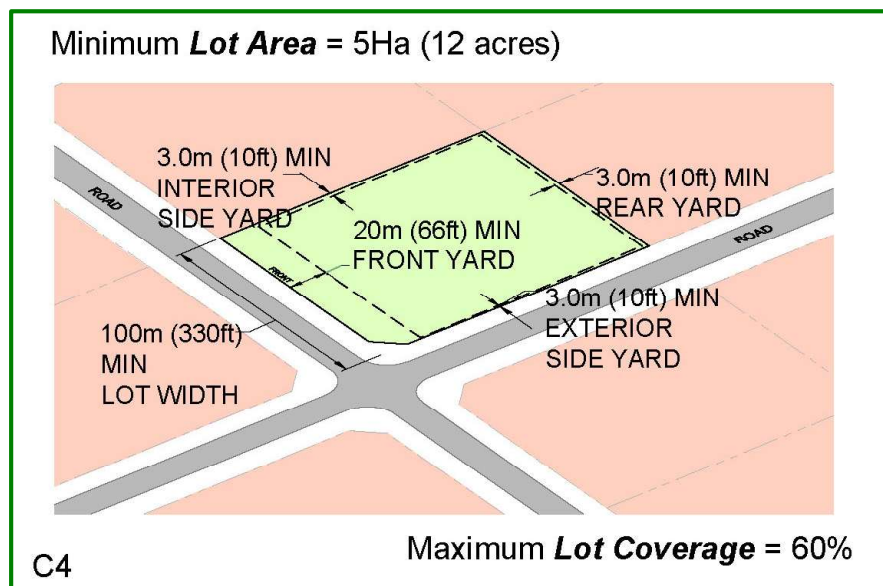 Minimum Lot Area = 5Ha (12 acres)
3.0m (10ft) MIN
INTERIOR
SIDE YARD
3.0m (10ft) MIN
REAR YARD
ROAD
ROAD
20m (66ft) MIN
FRONT YARD
FRONT
3.0m (10ft) MIN
EXTERIOR
SIDE YARD
100m (330ft)
MIN
LOT WIDTH
Maximum Lot Coverage = 60%
C4